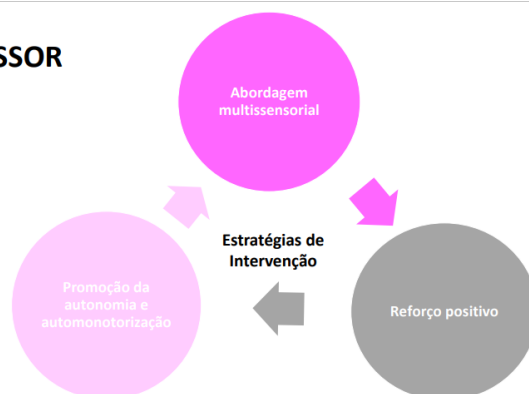 SSOR
Abordagem
multissensorial
Estratégias de
Intervenção
Promoção da
autonomia e
automonotorização
Reforço positivo